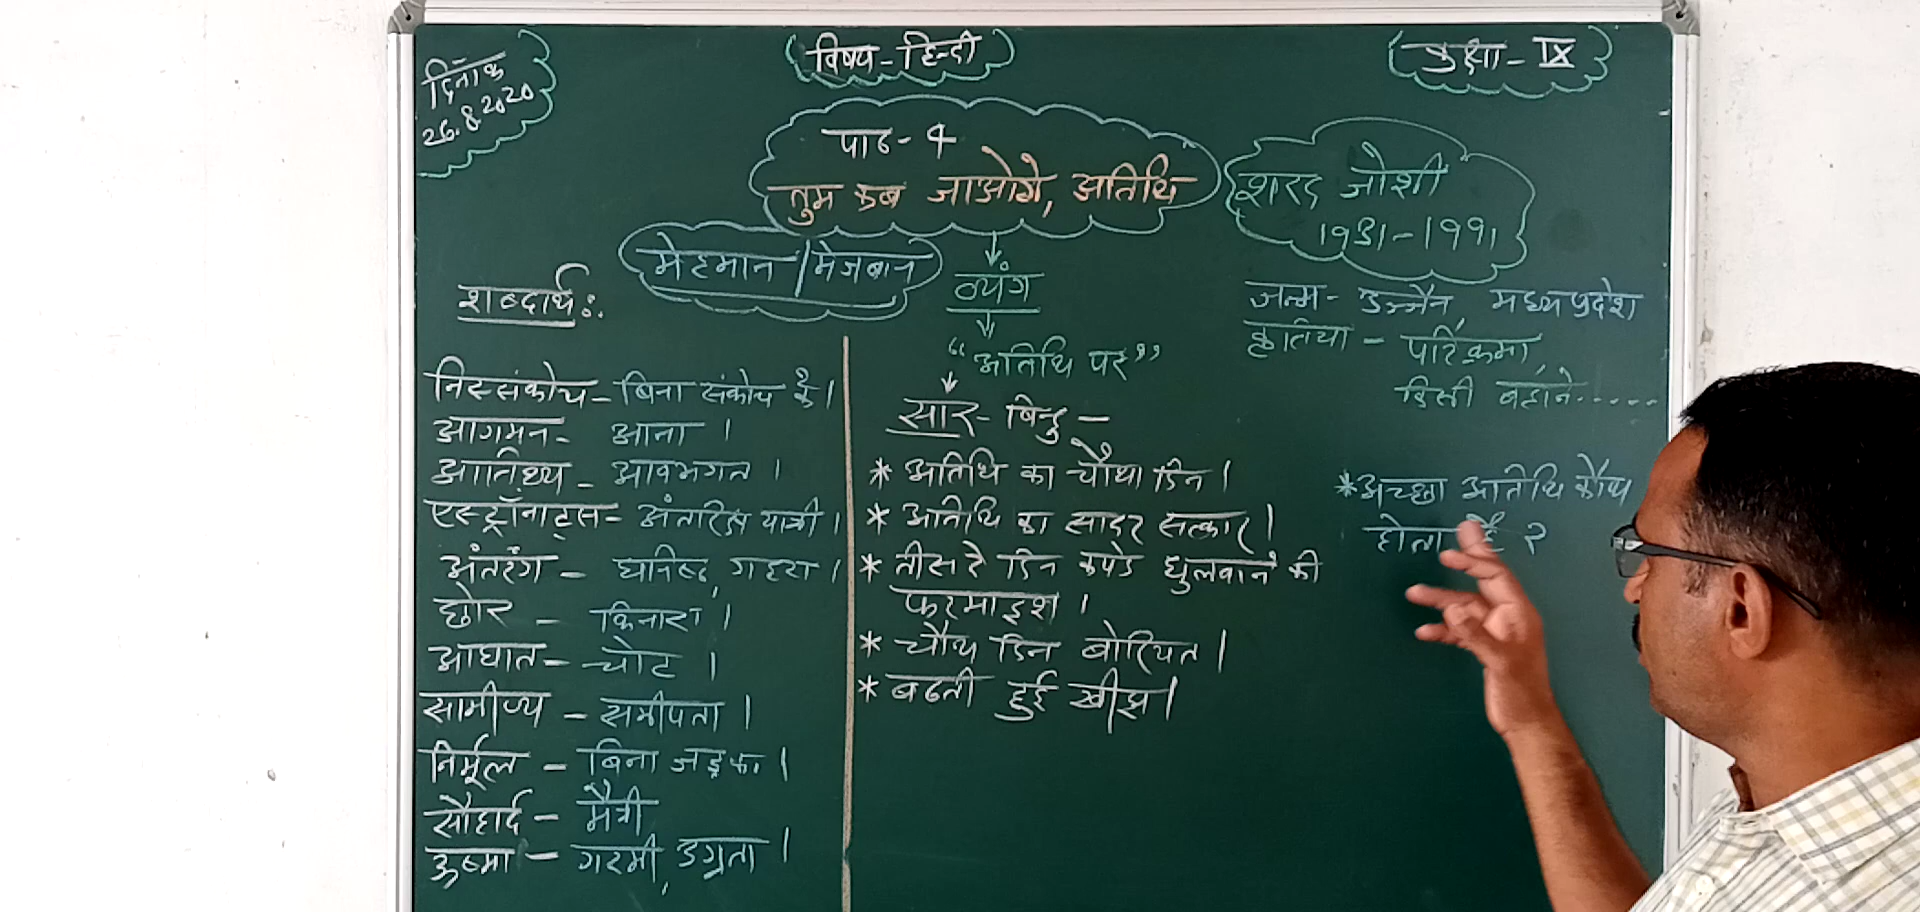 दिनाँक
26.8.2020
विषय-हिन्दी
कक्षा - IX
पाठ-4
तुम कब जाओगे, अतिथि
शरद जोशी
1931-1991
मेहमान/मेजबान
व्यंग
"अतिथि पर"
जन्म - उज्जैन, मध्यप्रदेश
कृतिया - परिक्रमा,
किसी बहाने.....
शब्दार्थ:
निस्संकोच - बिना संकोच के।
आगमन - आना।
आतिथ्य - आवभगत।
एस्ट्रॉनाट्स - अंतरिक्ष यात्री।
अंतरंग - घनिष्ठ, गहरा।
छोर - किनारा।
आघात - चोट।
सामीप्य - समीपता।
निर्मूल - बिना जड़ का।
सौहार्द - मैत्री
ऊष्मा - गरमी, उग्रता।
सार-बिन्दु -
* अतिथि का चौथा दिन।
* अतिथि का सादर सत्कार।
* तीसरे दिन कपड़े धुलवाने की
फरमाइश।
* चौथे दिन बोरियत।
* बढती हुई खीझ।
*अच्छा अतिथि कौन
होता है ?